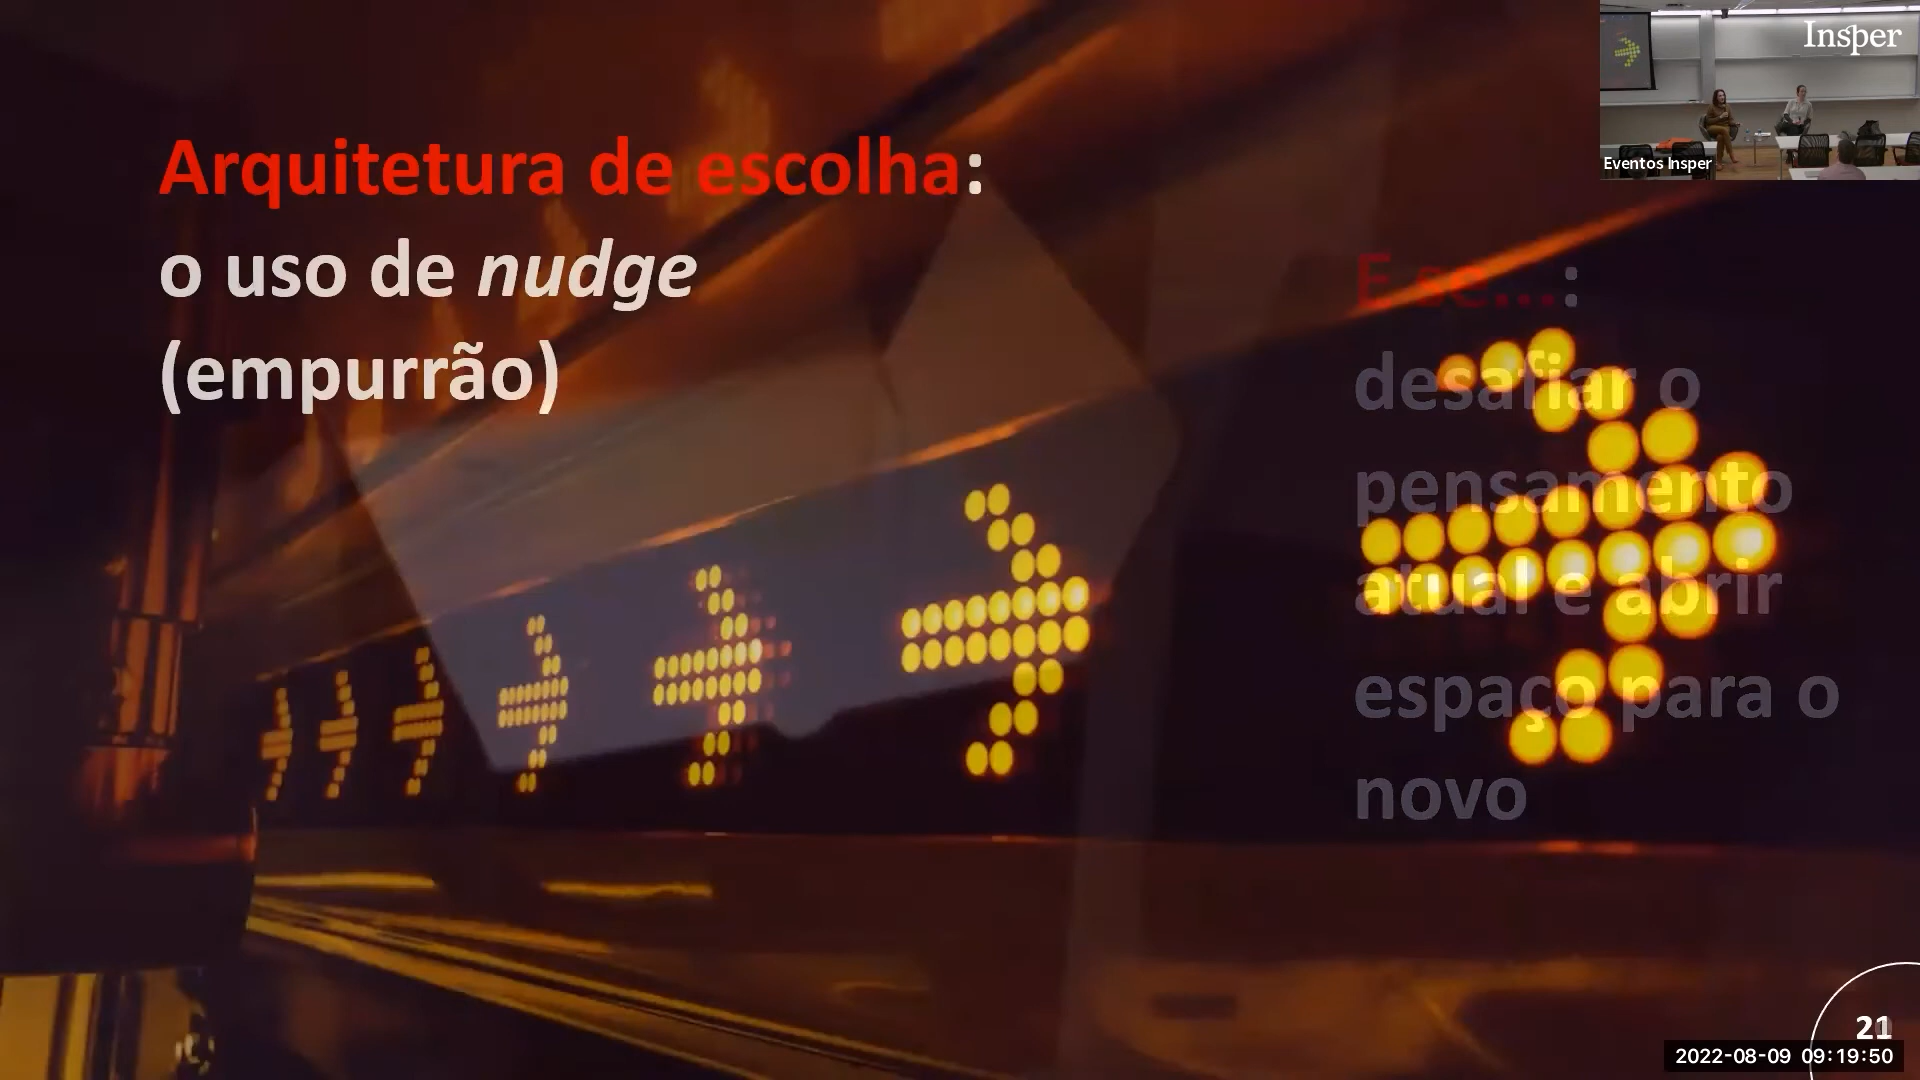 Arquitetura de escolha:
o uso de nudge
(empurrão)
E se...:
desafiar o
pensamento
atual e abrir
espaço para o
novo
Insper
Eventos Insper
21
2022-08-09 09:19:50